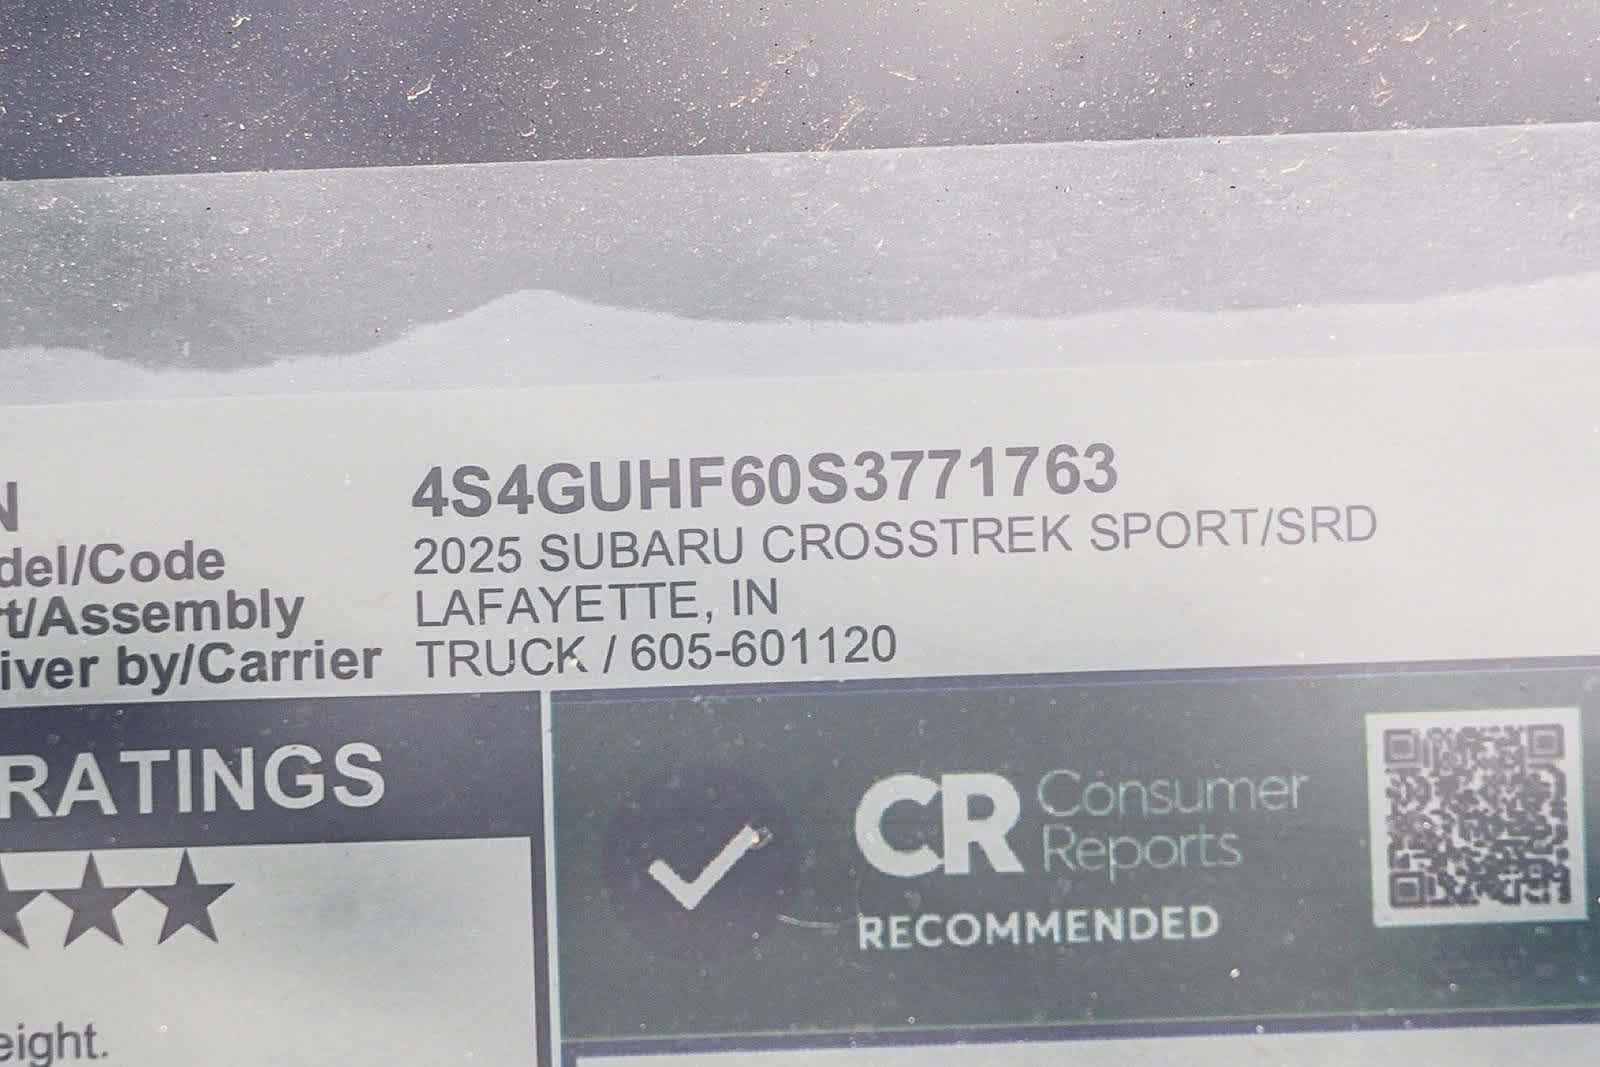 N 4S4GUHF60S3771763
del/Code 2025 SUBARU CROSSTREK SPORT/SRD
t/Assembly LAFAYETTE, IN
iver by/Carrier TRUCK / 605-601120
RATINGS
CR Consumer Reports
RECOMMENDED
eight.